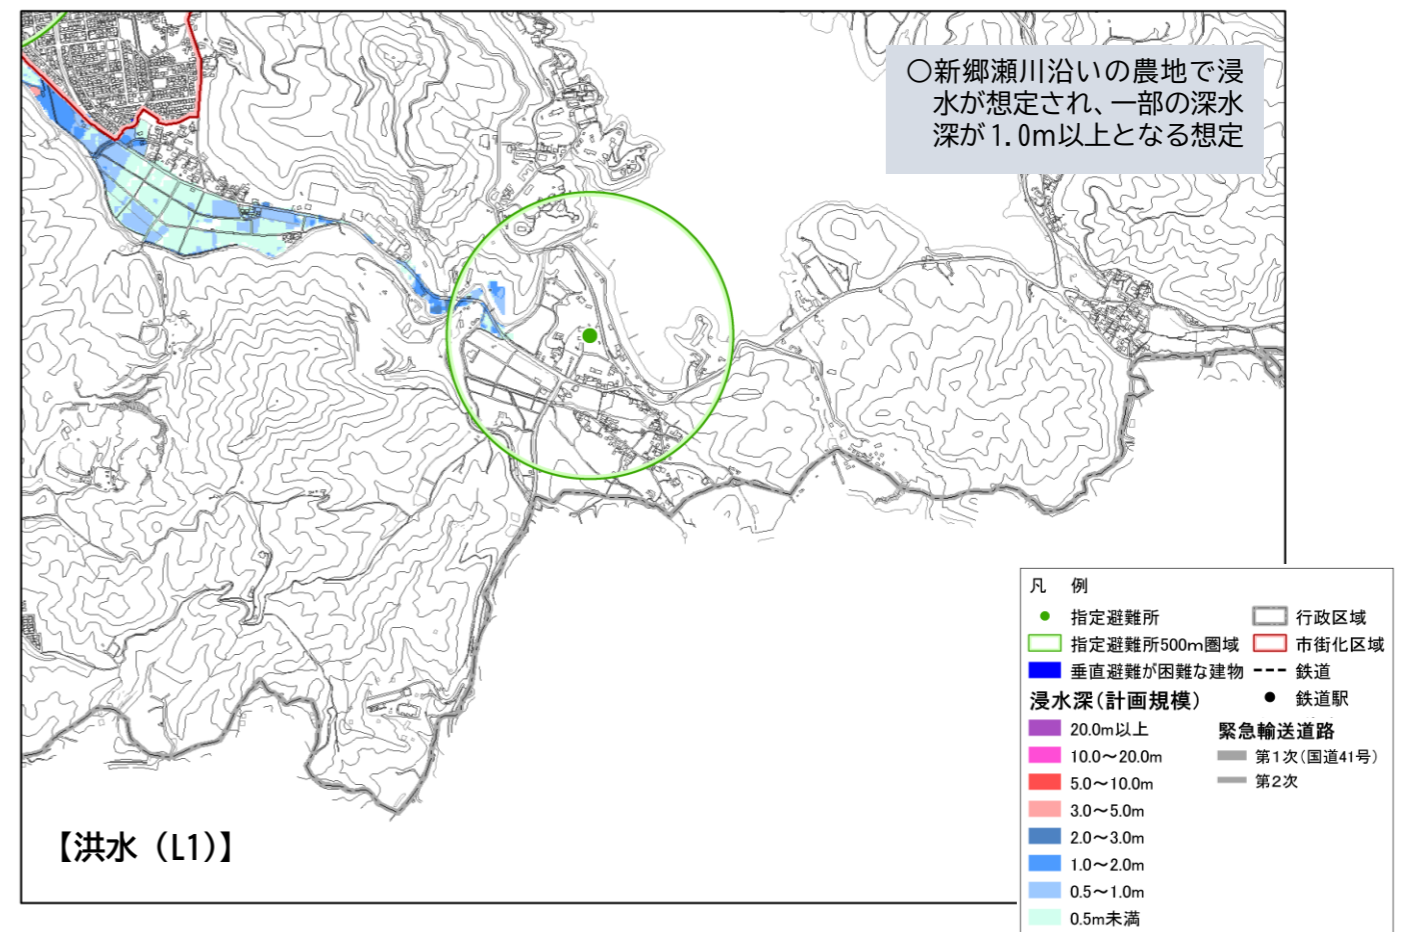 ○新郷瀬川沿いの農地で浸
水が想定され、一部の深水
深が1.0m以上となる想定
凡　例
指定避難所
行政区域
指定避難所500m圏域
市街化区域
垂直避難が困難な建物
鉄道
浸水深(計画規模)
鉄道駅
20.0m以上
緊急輸送道路
10.0～20.0m
第1次(国道41号)
5.0～10.0m
第2次
3.0～5.0m
2.0～3.0m
1.0～2.0m
0.5～1.0m
0.5m未満
【洪水（L1)】